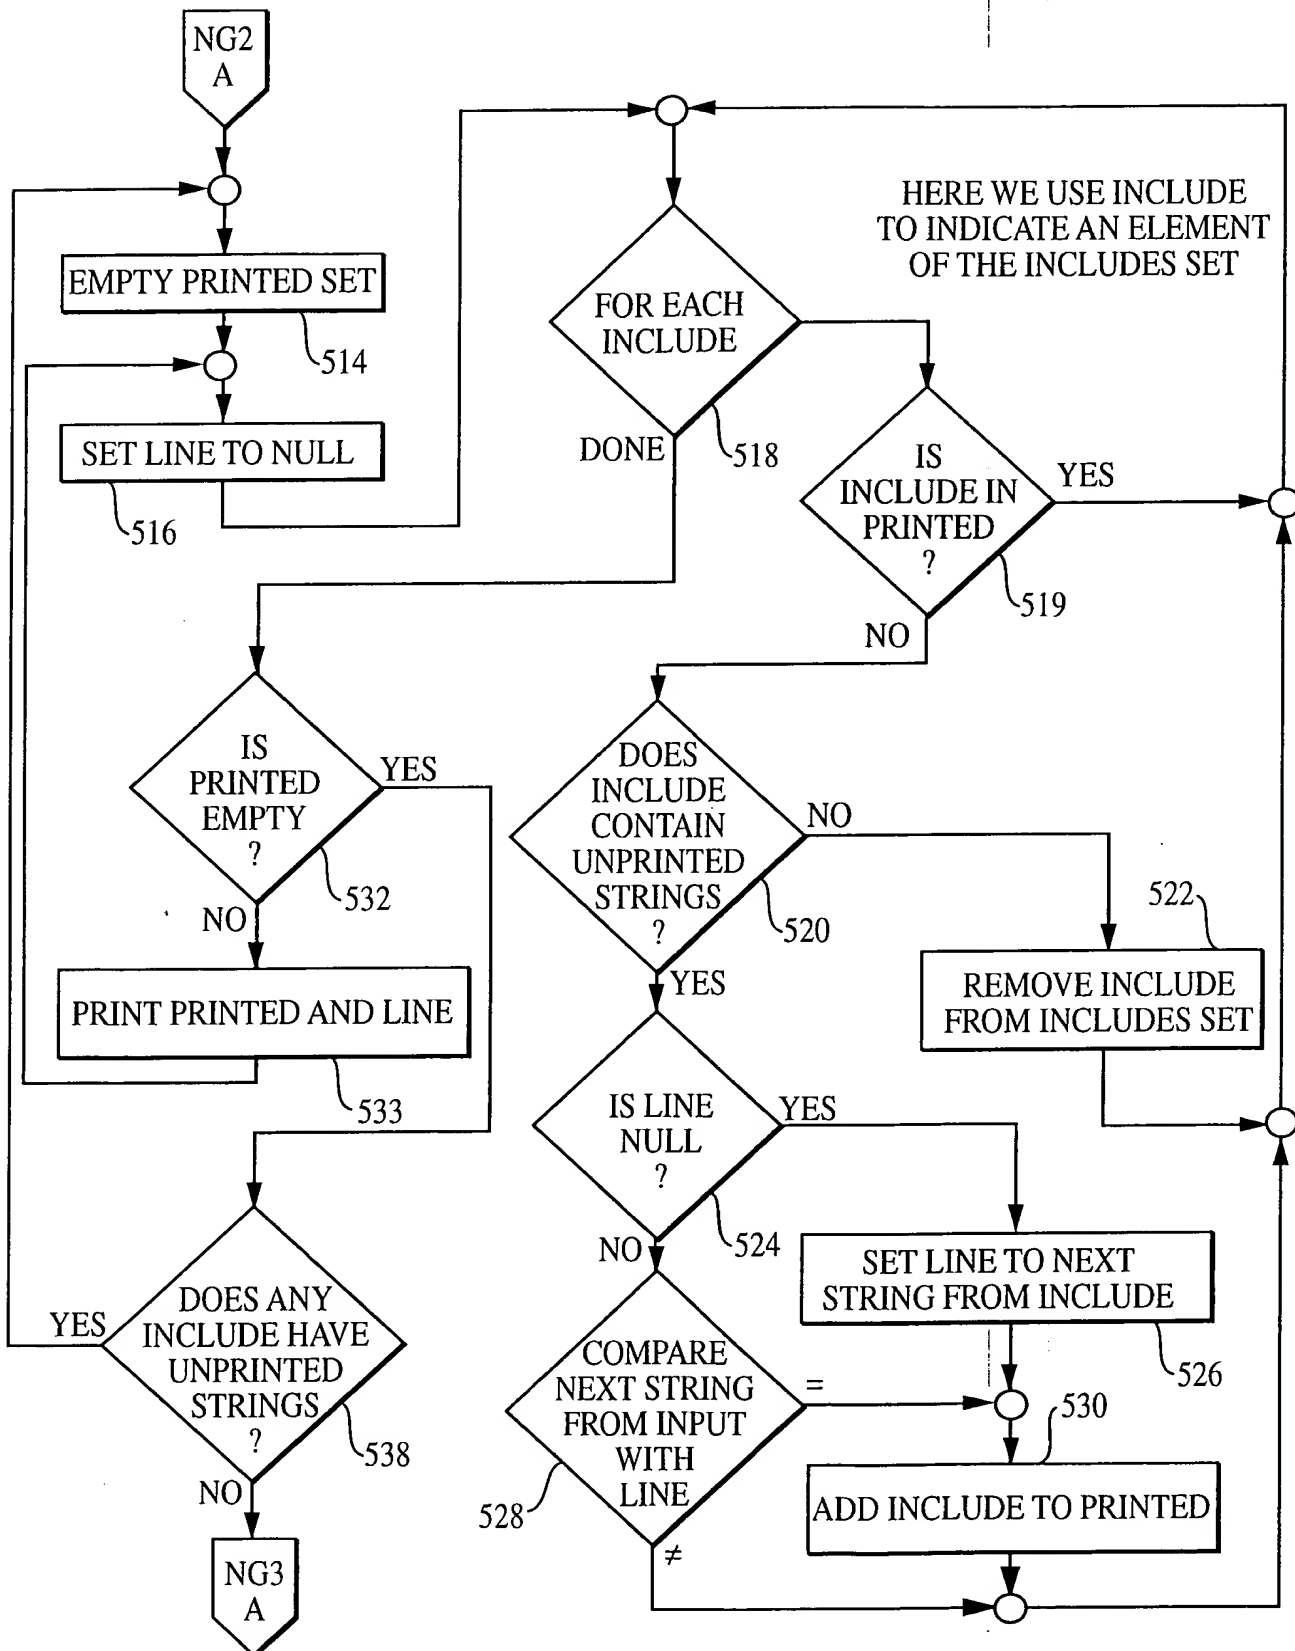 NG2
A
HERE WE USE INCLUDE
TO INDICATE AN ELEMENT
OF THE INCLUDES SET
EMPTY PRINTED SET
514
FOR EACH
INCLUDE
518
DONE
SET LINE TO NULL
516
IS
INCLUDE IN
PRINTED
?
YES
519
NO
IS
PRINTED
EMPTY
?
YES
532
NO
DOES
INCLUDE
CONTAIN
UNPRINTED
STRINGS
?
NO
520
YES
522
REMOVE INCLUDE
FROM INCLUDES SET
PRINT PRINTED AND LINE
533
IS LINE
NULL
?
YES
524
NO
SET LINE TO NEXT
STRING FROM INCLUDE
526
DOES ANY
INCLUDE HAVE
UNPRINTED
STRINGS
?
YES
538
NO
COMPARE
NEXT STRING
FROM INPUT
WITH
LINE
=
528
≠
530
ADD INCLUDE TO PRINTED
NG3
A